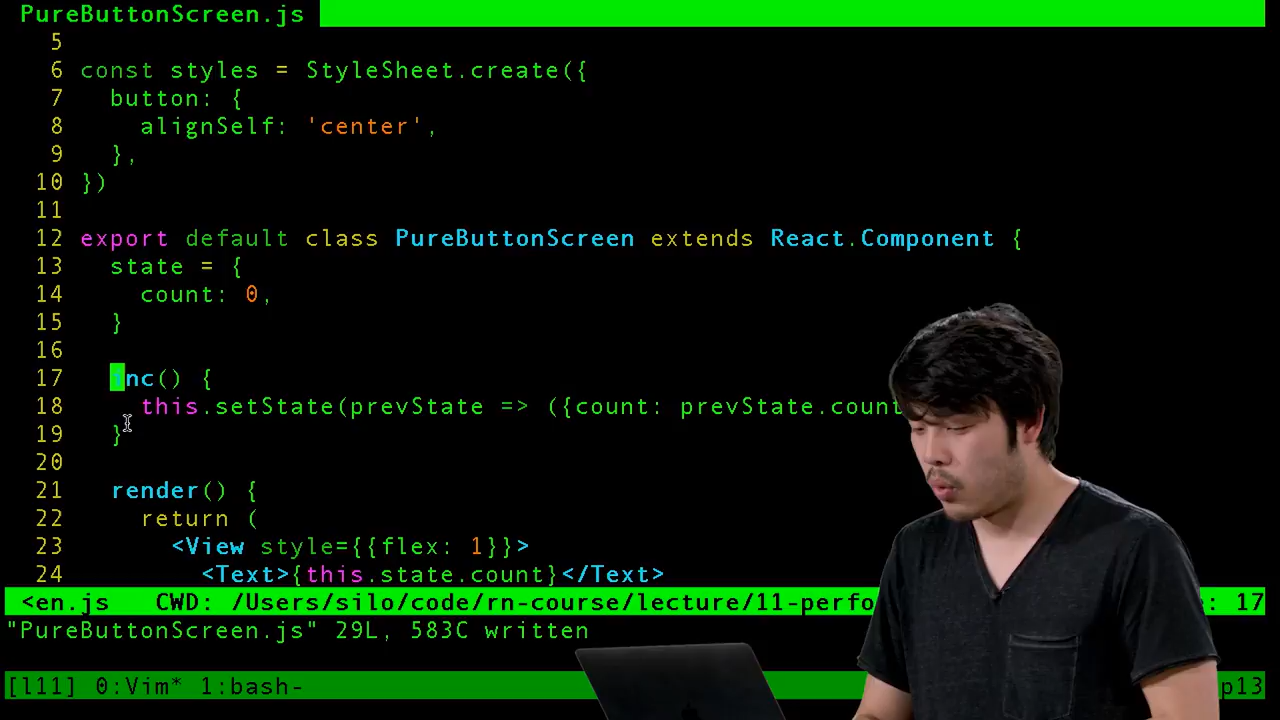 PureButtonScreen.js
5
6 const styles = StyleSheet.create({
7 button: {
8 alignSelf: 'center',
9 },
10 })
11
12 export default class PureButtonScreen extends React.Component {
13 state = {
14 count: 0,
15 }
16
17 inc() {
18 this.setState(prevState => ({count: prevState.count
19 }
20
21 render() {
22 return (
23 <View style={{flex: 1}}>
24 <Text>{this.state.count}</Text>
<en.js CWD: /Users/silo/code/rn-course/lecture/11-perfo : 17
"PureButtonScreen.js" 29L, 583C written
[l11] 0:Vim* 1:bash- p13